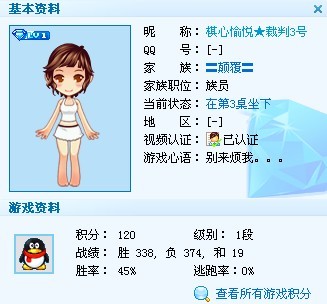 基本资料
LV1
昵 称：棋心愉悦★裁判3号
QQ 号：[-]
家 族：〓颠覆〓
家族职位：族员
当前状态：在第3桌坐下
地 区：[-]
视频认证：已认证
游戏心语：别来烦我。。。
游戏资料
积分：120 级别：1段
战绩：胜 338, 负 374, 和 19
胜率：45% 逃跑率：0%
查看所有游戏积分